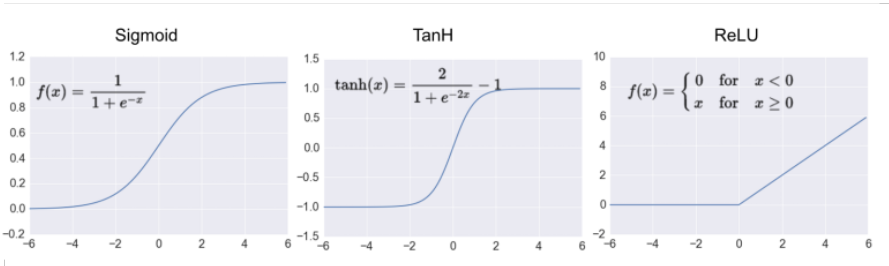 Sigmoid
1.2
1.0
0.8
0.6
0.4
0.2
0.0
−0.2
−6 −4 −2 0 2 4 6
f(x) = 1 / (1 + e^{-x})
TanH
1.5
1.0
0.5
0.0
−0.5
−1.0
−1.5
−6 −4 −2 0 2 4 6
tanh(x) = 2 / (1 + e^{-2x}) − 1
ReLU
10
8
6
4
2
0
−2
−6 −4 −2 0 2 4 6
f(x) = { 0 for x < 0
x for x ≥ 0